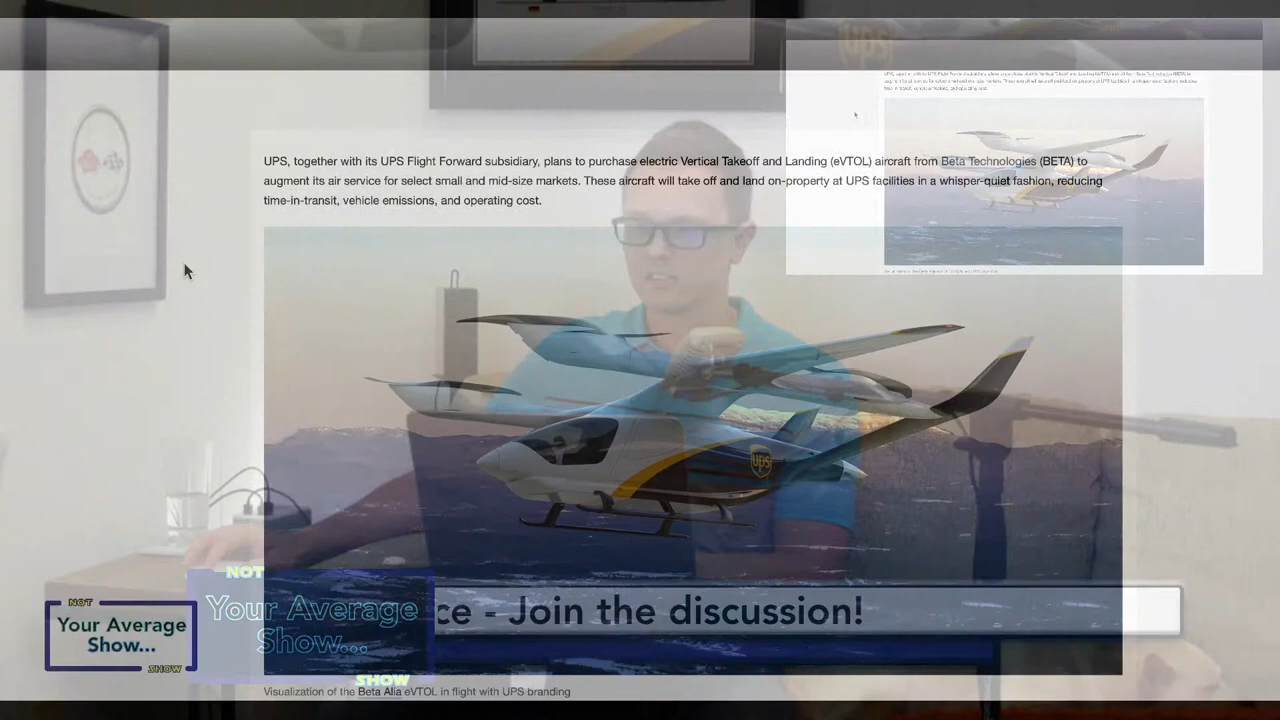 UPS, together with its UPS Flight Forward subsidiary, plans to purchase electric Vertical Takeoff and Landing (eVTOL) aircraft from Beta Technologies (BETA) to
augment its air service for select small and mid-size markets. These aircraft will take off and land on-property at UPS facilities in a whisper-quiet fashion, reducing
time-in-transit, vehicle emissions, and operating cost.
ups
ups
NOT
Your Average
Show...
SHOW
NOT
Your Average
Show...
SHOW
ce - Join the discussion!
Visualization of the Beta Alia eVTOL in flight with UPS branding